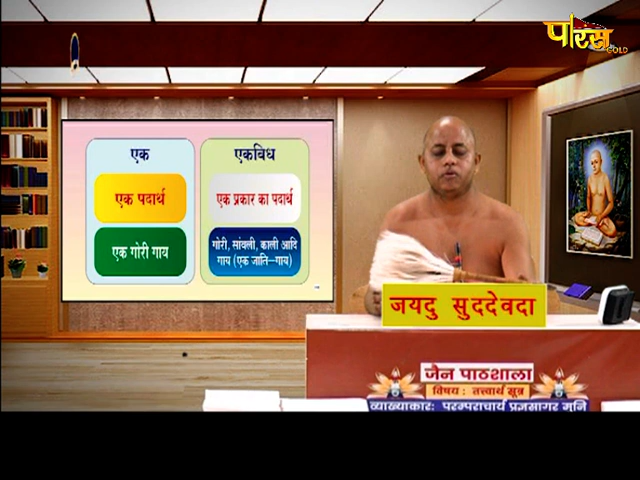 पारस
GOLD
एक
एकविध
एक पदार्थ
एक प्रकार का पदार्थ
एक गोरी गाय
गोरी, सांवली, काली आदि
गाय (एक जाति–गाय)
जयदु सुददेवदा
जैन पाठशाला
विषय: तत्त्वार्थ सूत्र
व्याख्याकार: परम्पराचार्य प्रज्ञसागर मुनि